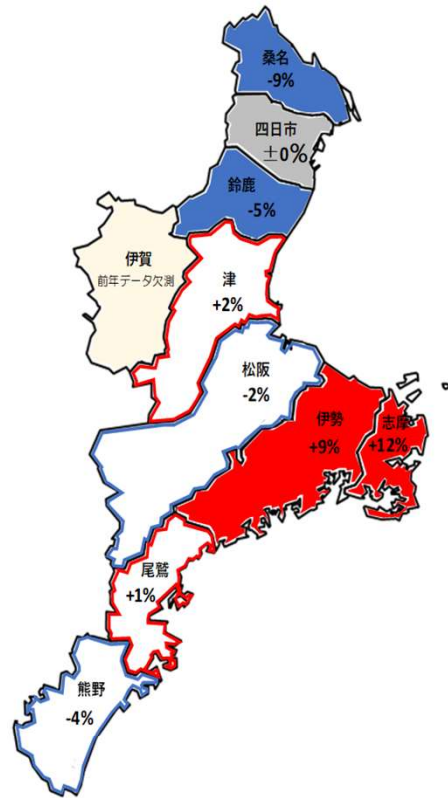 桑名
-9%
四日市
±0%
鈴鹿
-5%
伊賀
前年データ欠測
津
+2%
松阪
-2%
伊勢
+9%
志摩
+12%
尾鷲
+1%
熊野
-4%